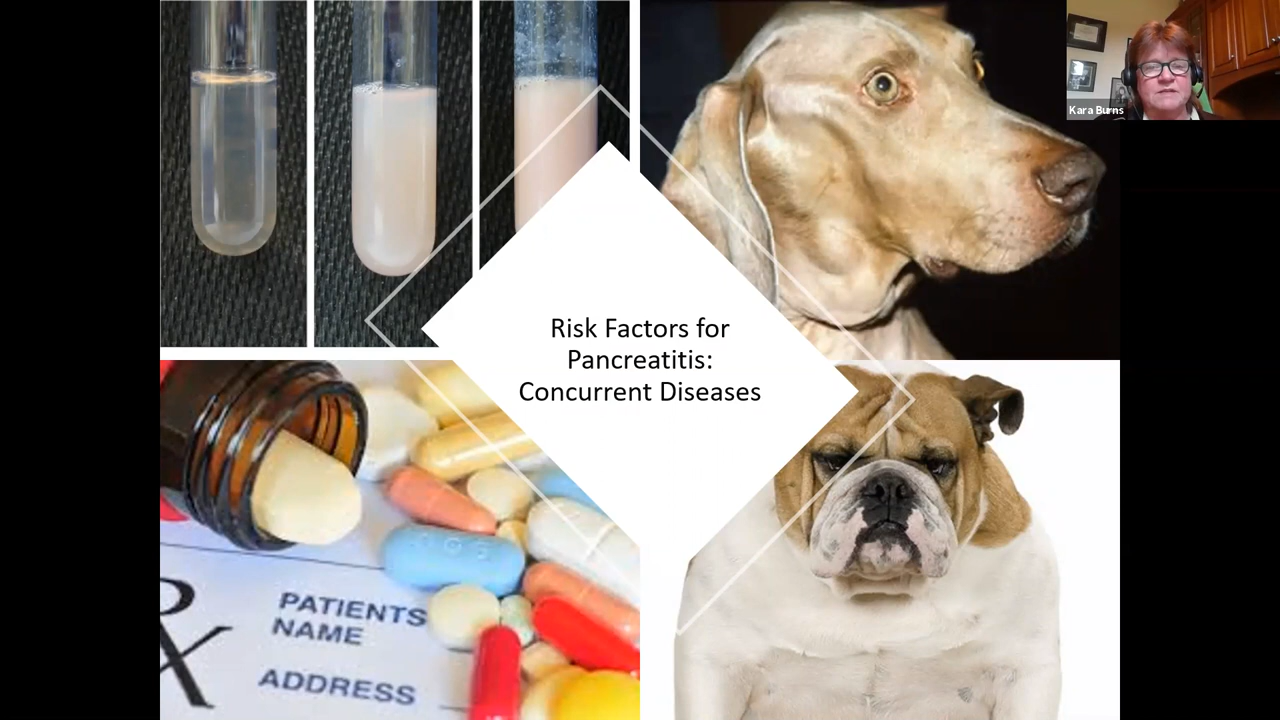 Kara Burns
Risk Factors for
Pancreatitis:
Concurrent Diseases
PATIENTS
NAME
ADDRESS